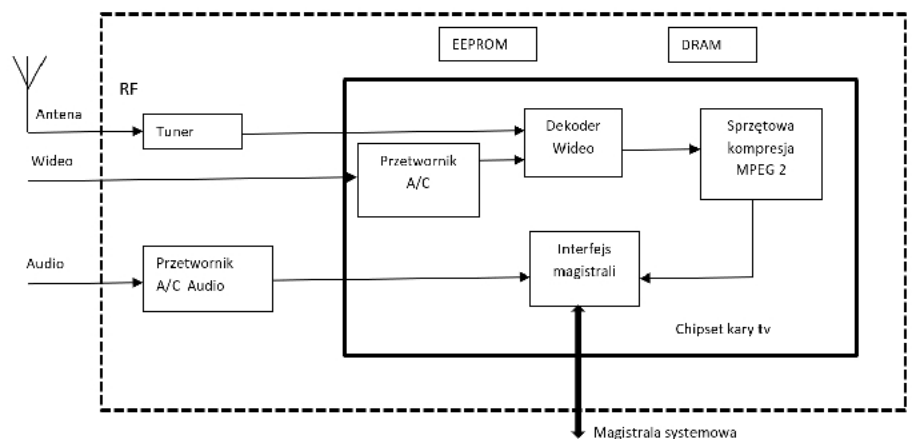 EEPROM
DRAM
RF
Antena
Tuner
Dekoder
Wideo
Sprzętowa
kompresja
MPEG 2
Wideo
Przetwornik
A/C
Audio
Przetwornik
A/C Audio
Interfejs
magistrali
Chipset kary tv
Magistrala systemowa